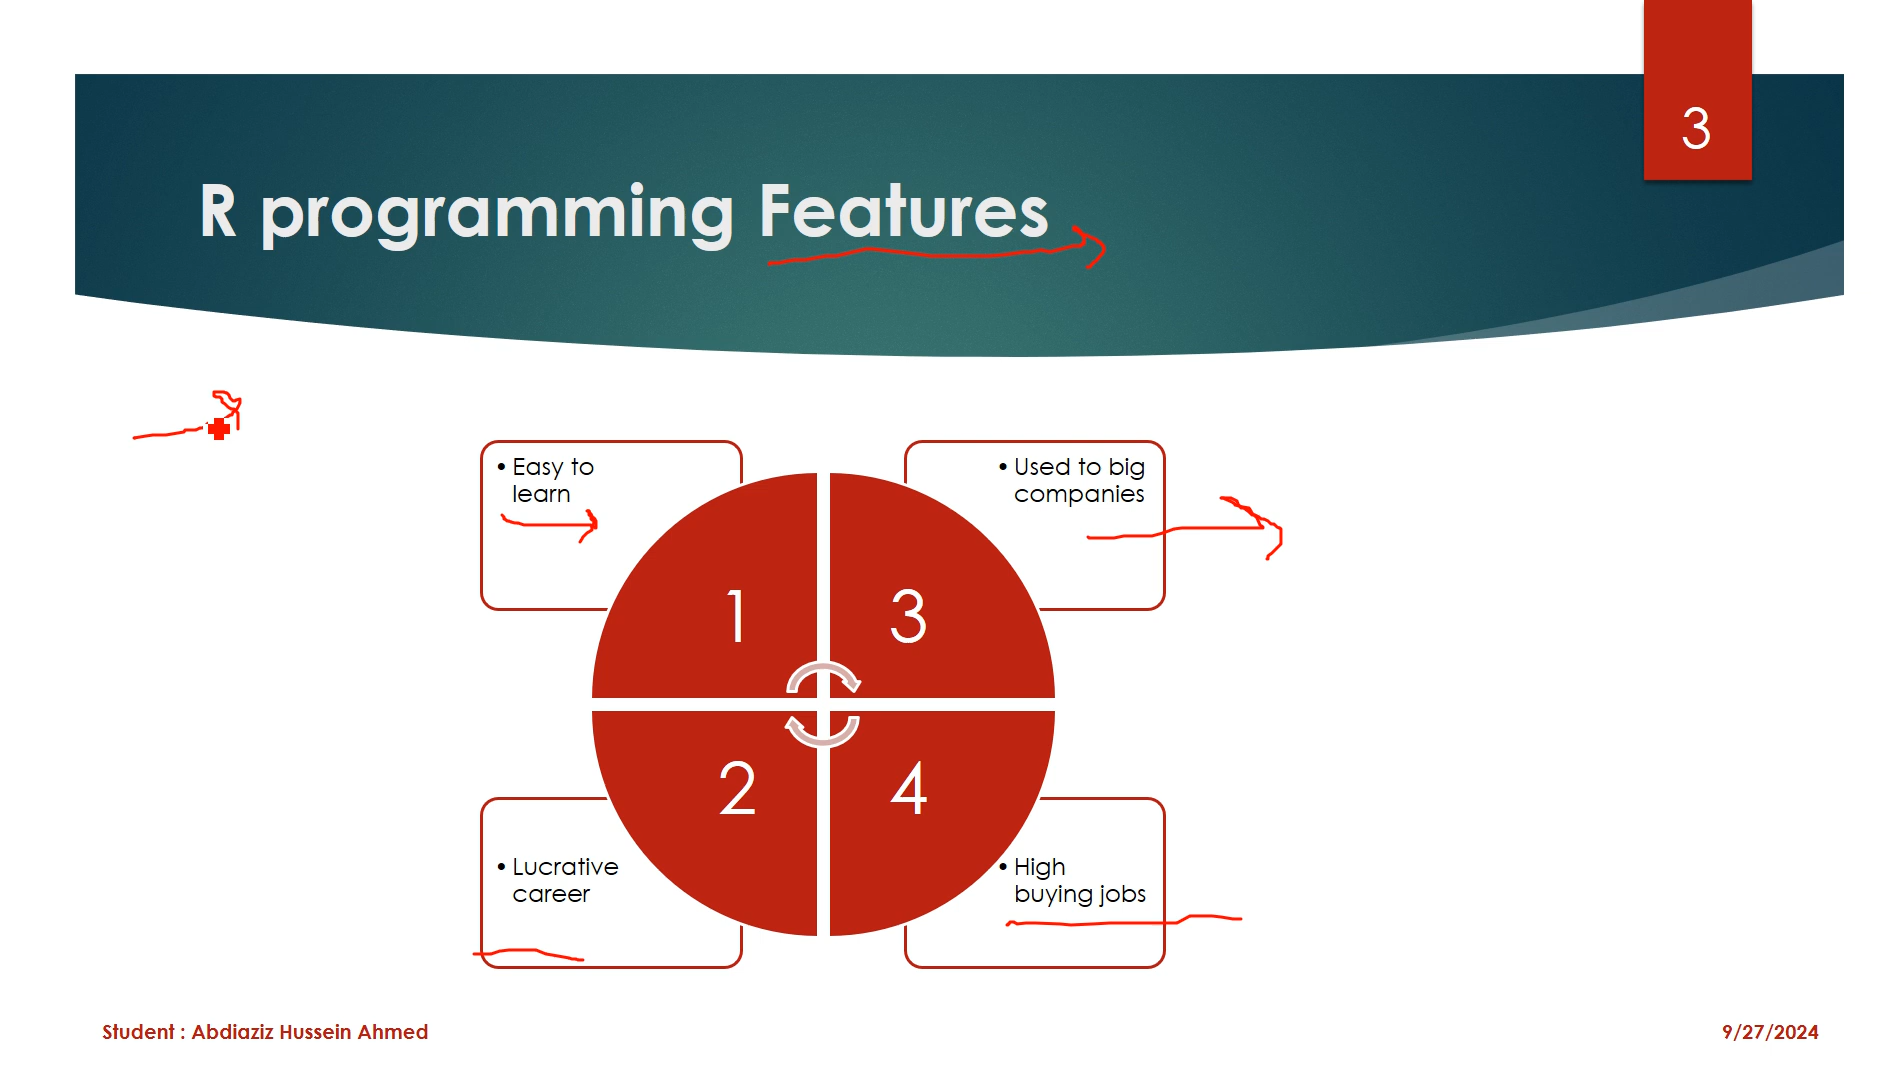 3
R programming Features
• Easy to
learn
• Used to big
companies
1
3
2
4
• Lucrative
career
• High
buying jobs
Student : Abdiaziz Hussein Ahmed
9/27/2024